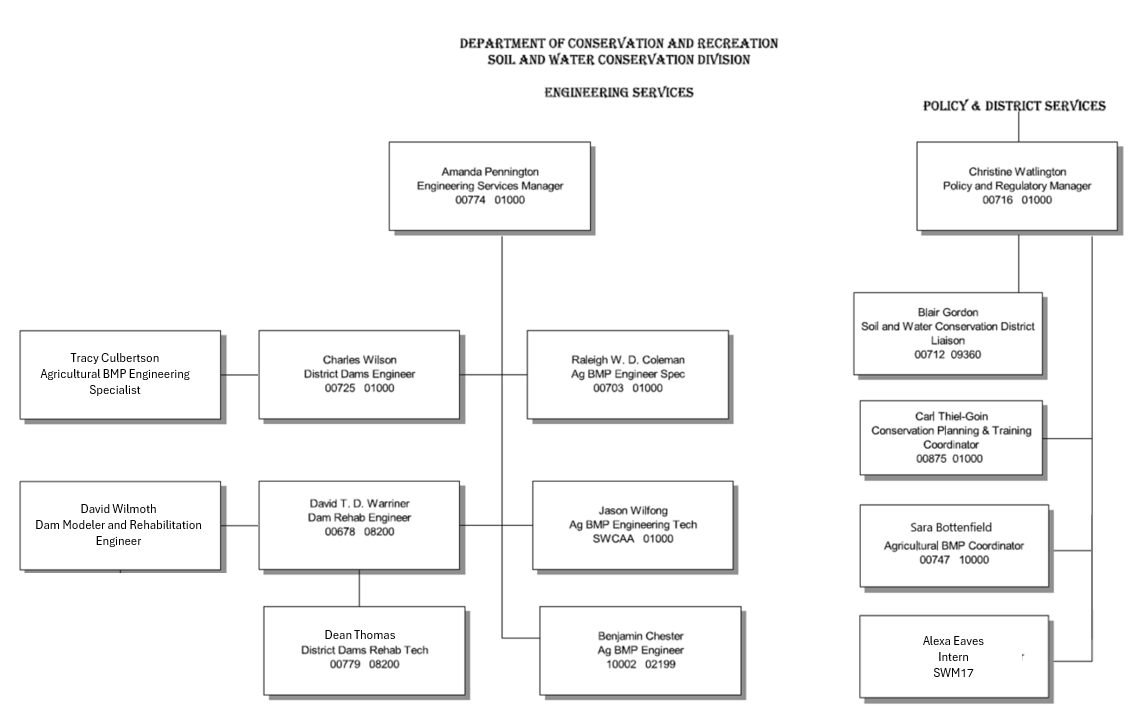 DEPARTMENT OF CONSERVATION AND RECREATION
SOIL AND WATER CONSERVATION DIVISION
ENGINEERING SERVICES
POLICY & DISTRICT SERVICES
Amanda Pennington
Engineering Services Manager
00774 01000
Christine Watlington
Policy and Regulatory Manager
00716 01000
Blair Gordon
Soil and Water Conservation District
Liaison
00712 09360
Tracy Culbertson
Agricultural BMP Engineering
Specialist
Charles Wilson
District Dams Engineer
00725 01000
Raleigh W. D. Coleman
Ag BMP Engineer Spec
00703 01000
Carl Thiel-Goin
Conservation Planning & Training
Coordinator
00875 01000
David Wilmoth
Dam Modeler and Rehabilitation
Engineer
David T. D. Warriner
Dam Rehab Engineer
00678 08200
Jason Wilfong
Ag BMP Engineering Tech
SWCAA 01000
Sara Bottenfield
Agricultural BMP Coordinator
00747 10000
Dean Thomas
District Dams Rehab Tech
00779 08200
Benjamin Chester
Ag BMP Engineer
10002 02199
Alexa Eaves
Intern
SWM17